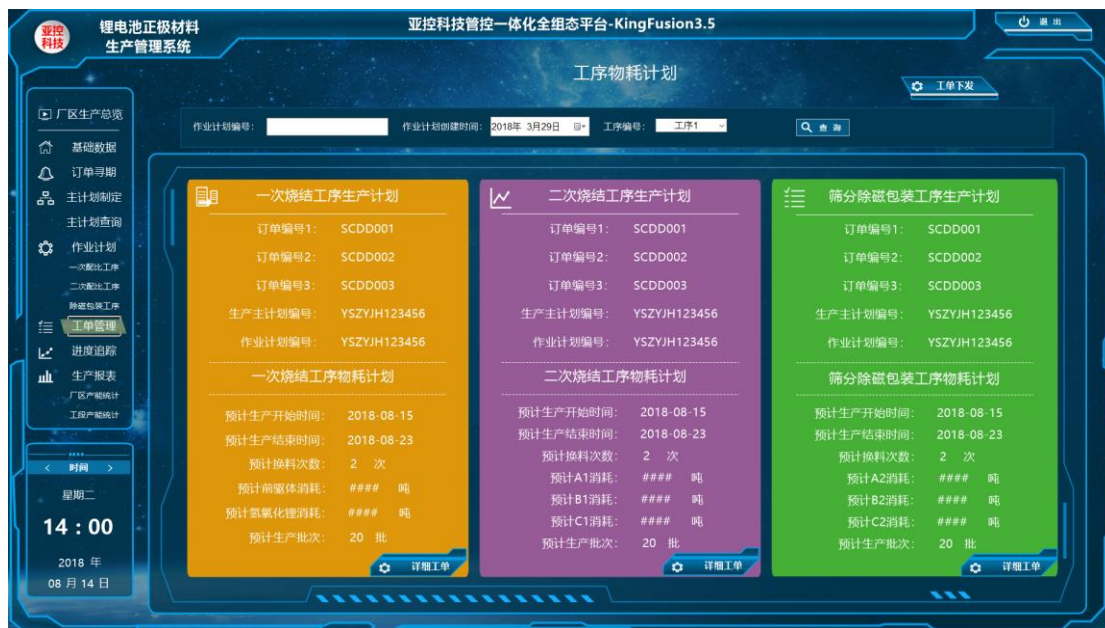 亚控科技
锂电池正极材料
生产管理系统
亚控科技管控一体化全组态平台-KingFusion3.5
退 出
工序物耗计划
工单下发
作业计划编号:
作业计划创建时间: 2018年 3月29日
工序编号: 工序1
查 询
厂区生产总览
基础数据
订单寻期
主计划制定
主计划查询
作业计划
一次配比工序
二次配比工序
除磁包装工序
工单管理
进度追踪
生产报表
厂区产能统计
工段产能统计
< 时间 >
星期二
14 : 00
2018 年
08 月 14 日
一次烧结工序生产计划
订单编号1: SCDD001
订单编号2: SCDD002
订单编号3: SCDD003
生产主计划编号: YSZYJH123456
作业计划编号: YSZYJH123456
一次烧结工序物耗计划
预计生产开始时间: 2018-08-15
预计生产结束时间: 2018-08-23
预计换料次数: 2 次
预计前驱体消耗: #### 吨
预计氢氧化锂消耗: #### 吨
预计生产批次: 20 批
详细工单
二次烧结工序生产计划
订单编号1: SCDD001
订单编号2: SCDD002
订单编号3: SCDD003
生产主计划编号: YSZYJH123456
作业计划编号: YSZYJH123456
二次烧结工序物耗计划
预计生产开始时间: 2018-08-15
预计生产结束时间: 2018-08-23
预计换料次数: 2 次
预计A1消耗: #### 吨
预计B1消耗: #### 吨
预计C1消耗: #### 吨
预计生产批次: 20 批
详细工单
筛分除磁包装工序生产计划
订单编号1: SCDD001
订单编号2: SCDD002
订单编号3: SCDD003
生产主计划编号: YSZYJH123456
作业计划编号: YSZYJH123456
筛分除磁包装工序物耗计划
预计生产开始时间: 2018-08-15
预计生产结束时间: 2018-08-23
预计换料次数: 2 次
预计A2消耗: #### 吨
预计B2消耗: #### 吨
预计C2消耗: #### 吨
预计生产批次: 20 批
详细工单